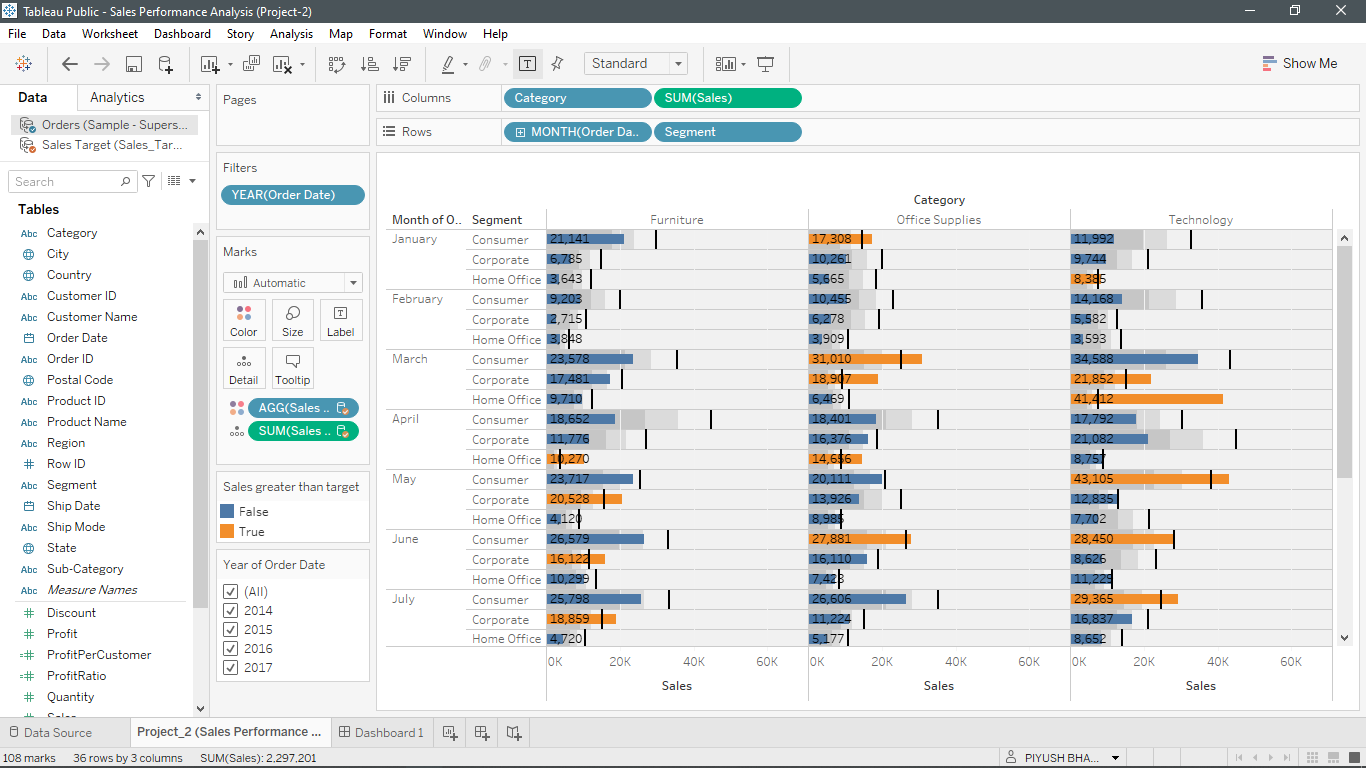 Tableau Public - Sales Performance Analysis (Project-2)
File Data Worksheet Dashboard Story Analysis Map Format Window Help
Standard
Show Me
Data Analytics
Orders (Sample - Supers...
Sales Target (Sales_Tar...
Search
Tables
Abc Category
City
Country
Abc Customer ID
Abc Customer Name
Order Date
Abc Order ID
Postal Code
Abc Product ID
Abc Product Name
Abc Region
Row ID
Abc Segment
Ship Date
Abc Ship Mode
State
Abc Sub-Category
Abc Measure Names
Discount
Profit
ProfitPerCustomer
ProfitRatio
Quantity
Pages
Filters
YEAR(Order Date)
Marks
Automatic
Color Size Label
Detail Tooltip
AGG(Sales ..
SUM(Sales ..
Sales greater than target
False
True
Year of Order Date
(All)
2014
2015
2016
2017
Columns Category SUM(Sales)
Rows MONTH(Order Da.. Segment
Category
Month of O.. Segment Furniture Office Supplies Technology
January Consumer 21,141 17,308 11,992
Corporate 6,785 10,261 9,744
Home Office 3,643 5,665 8,385
February Consumer 9,203 10,455 14,168
Corporate 2,715 6,278 5,582
Home Office 3,848 3,909 3,593
March Consumer 23,578 31,010 34,588
Corporate 17,481 18,907 21,852
Home Office 9,710 6,469 41,412
April Consumer 18,652 18,401 17,792
Corporate 11,776 16,376 21,082
Home Office 10,270 14,656 8,757
May Consumer 23,717 20,111 43,105
Corporate 20,528 13,926 12,835
Home Office 4,120 8,985 7,702
June Consumer 26,579 27,881 28,450
Corporate 16,122 16,110 8,626
Home Office 10,299 7,423 11,229
July Consumer 25,798 26,606 29,365
Corporate 18,859 11,224 16,837
Home Office 4,720 5,177 8,652
0K 20K 40K 60K 0K 20K 40K 60K 0K 20K 40K 60K
Sales Sales Sales
Data Source Project_2 (Sales Performance ... Dashboard 1
108 marks 36 rows by 3 columns SUM(Sales): 2,297,201 PIYUSH BHA...